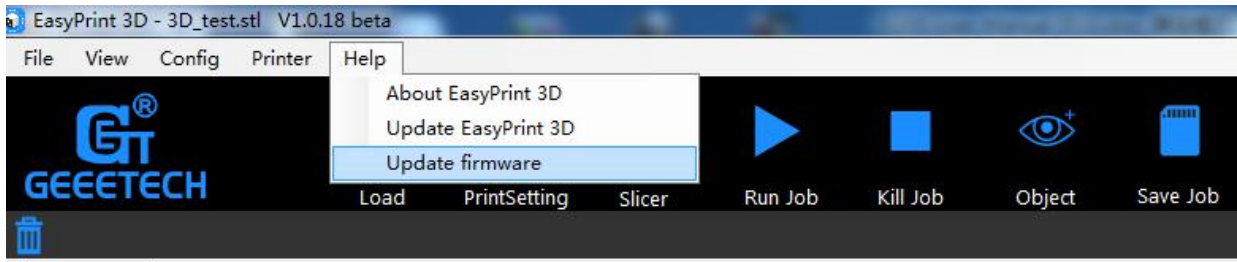 EasyPrint 3D - 3D_test.stl V1.0.18 beta
File View Config Printer Help
About EasyPrint 3D
Update EasyPrint 3D
Update firmware
GEEETECH
Load PrintSetting Slicer Run Job Kill Job Object Save Job